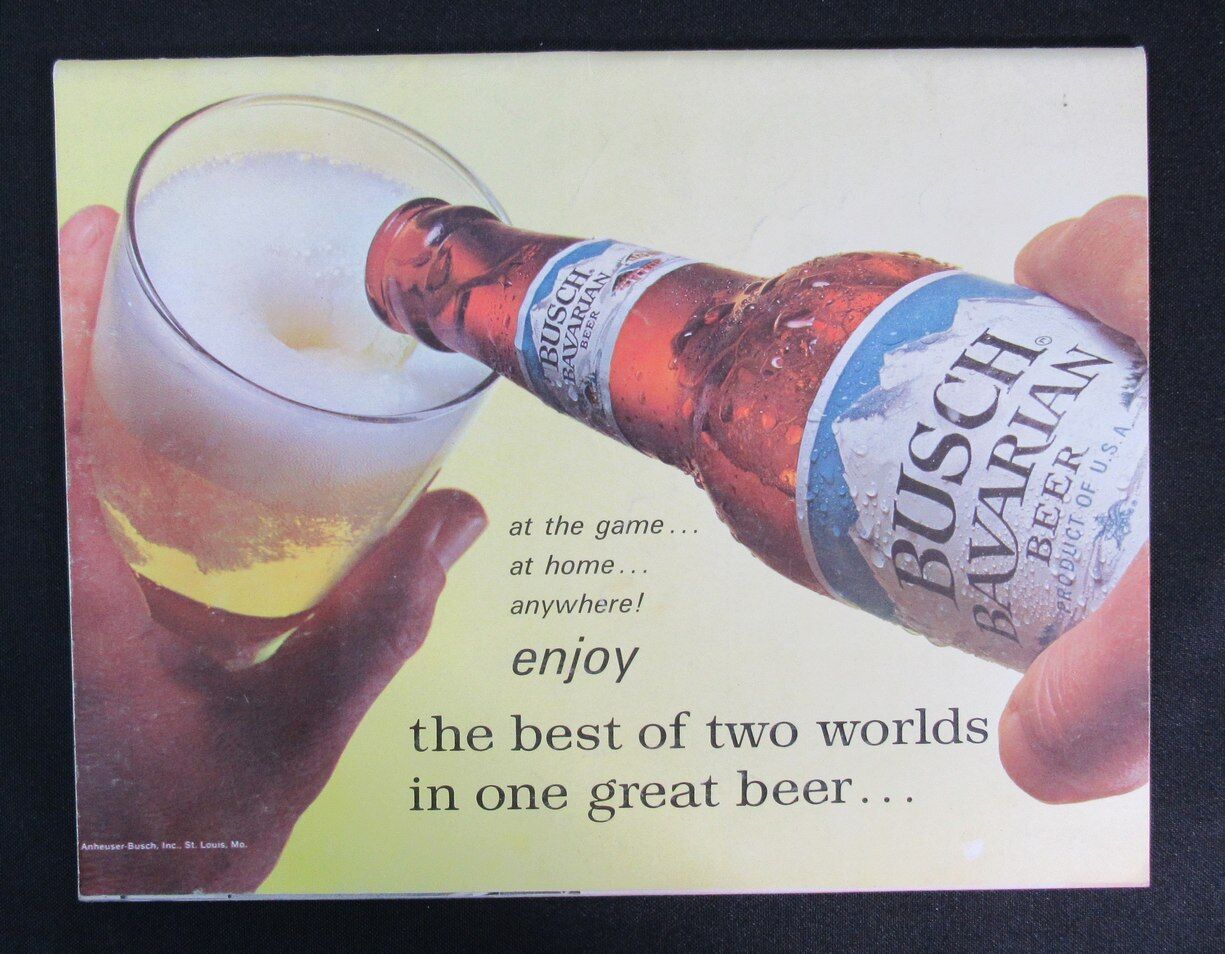 BUSCH®
BAVARIAN
BEER
BUSCH®
BAVARIAN
BEER
PRODUCT OF U.S.A.
at the game...
at home...
anywhere!
enjoy
the best of two worlds
in one great beer...
Anheuser-Busch, Inc., St. Louis, Mo.